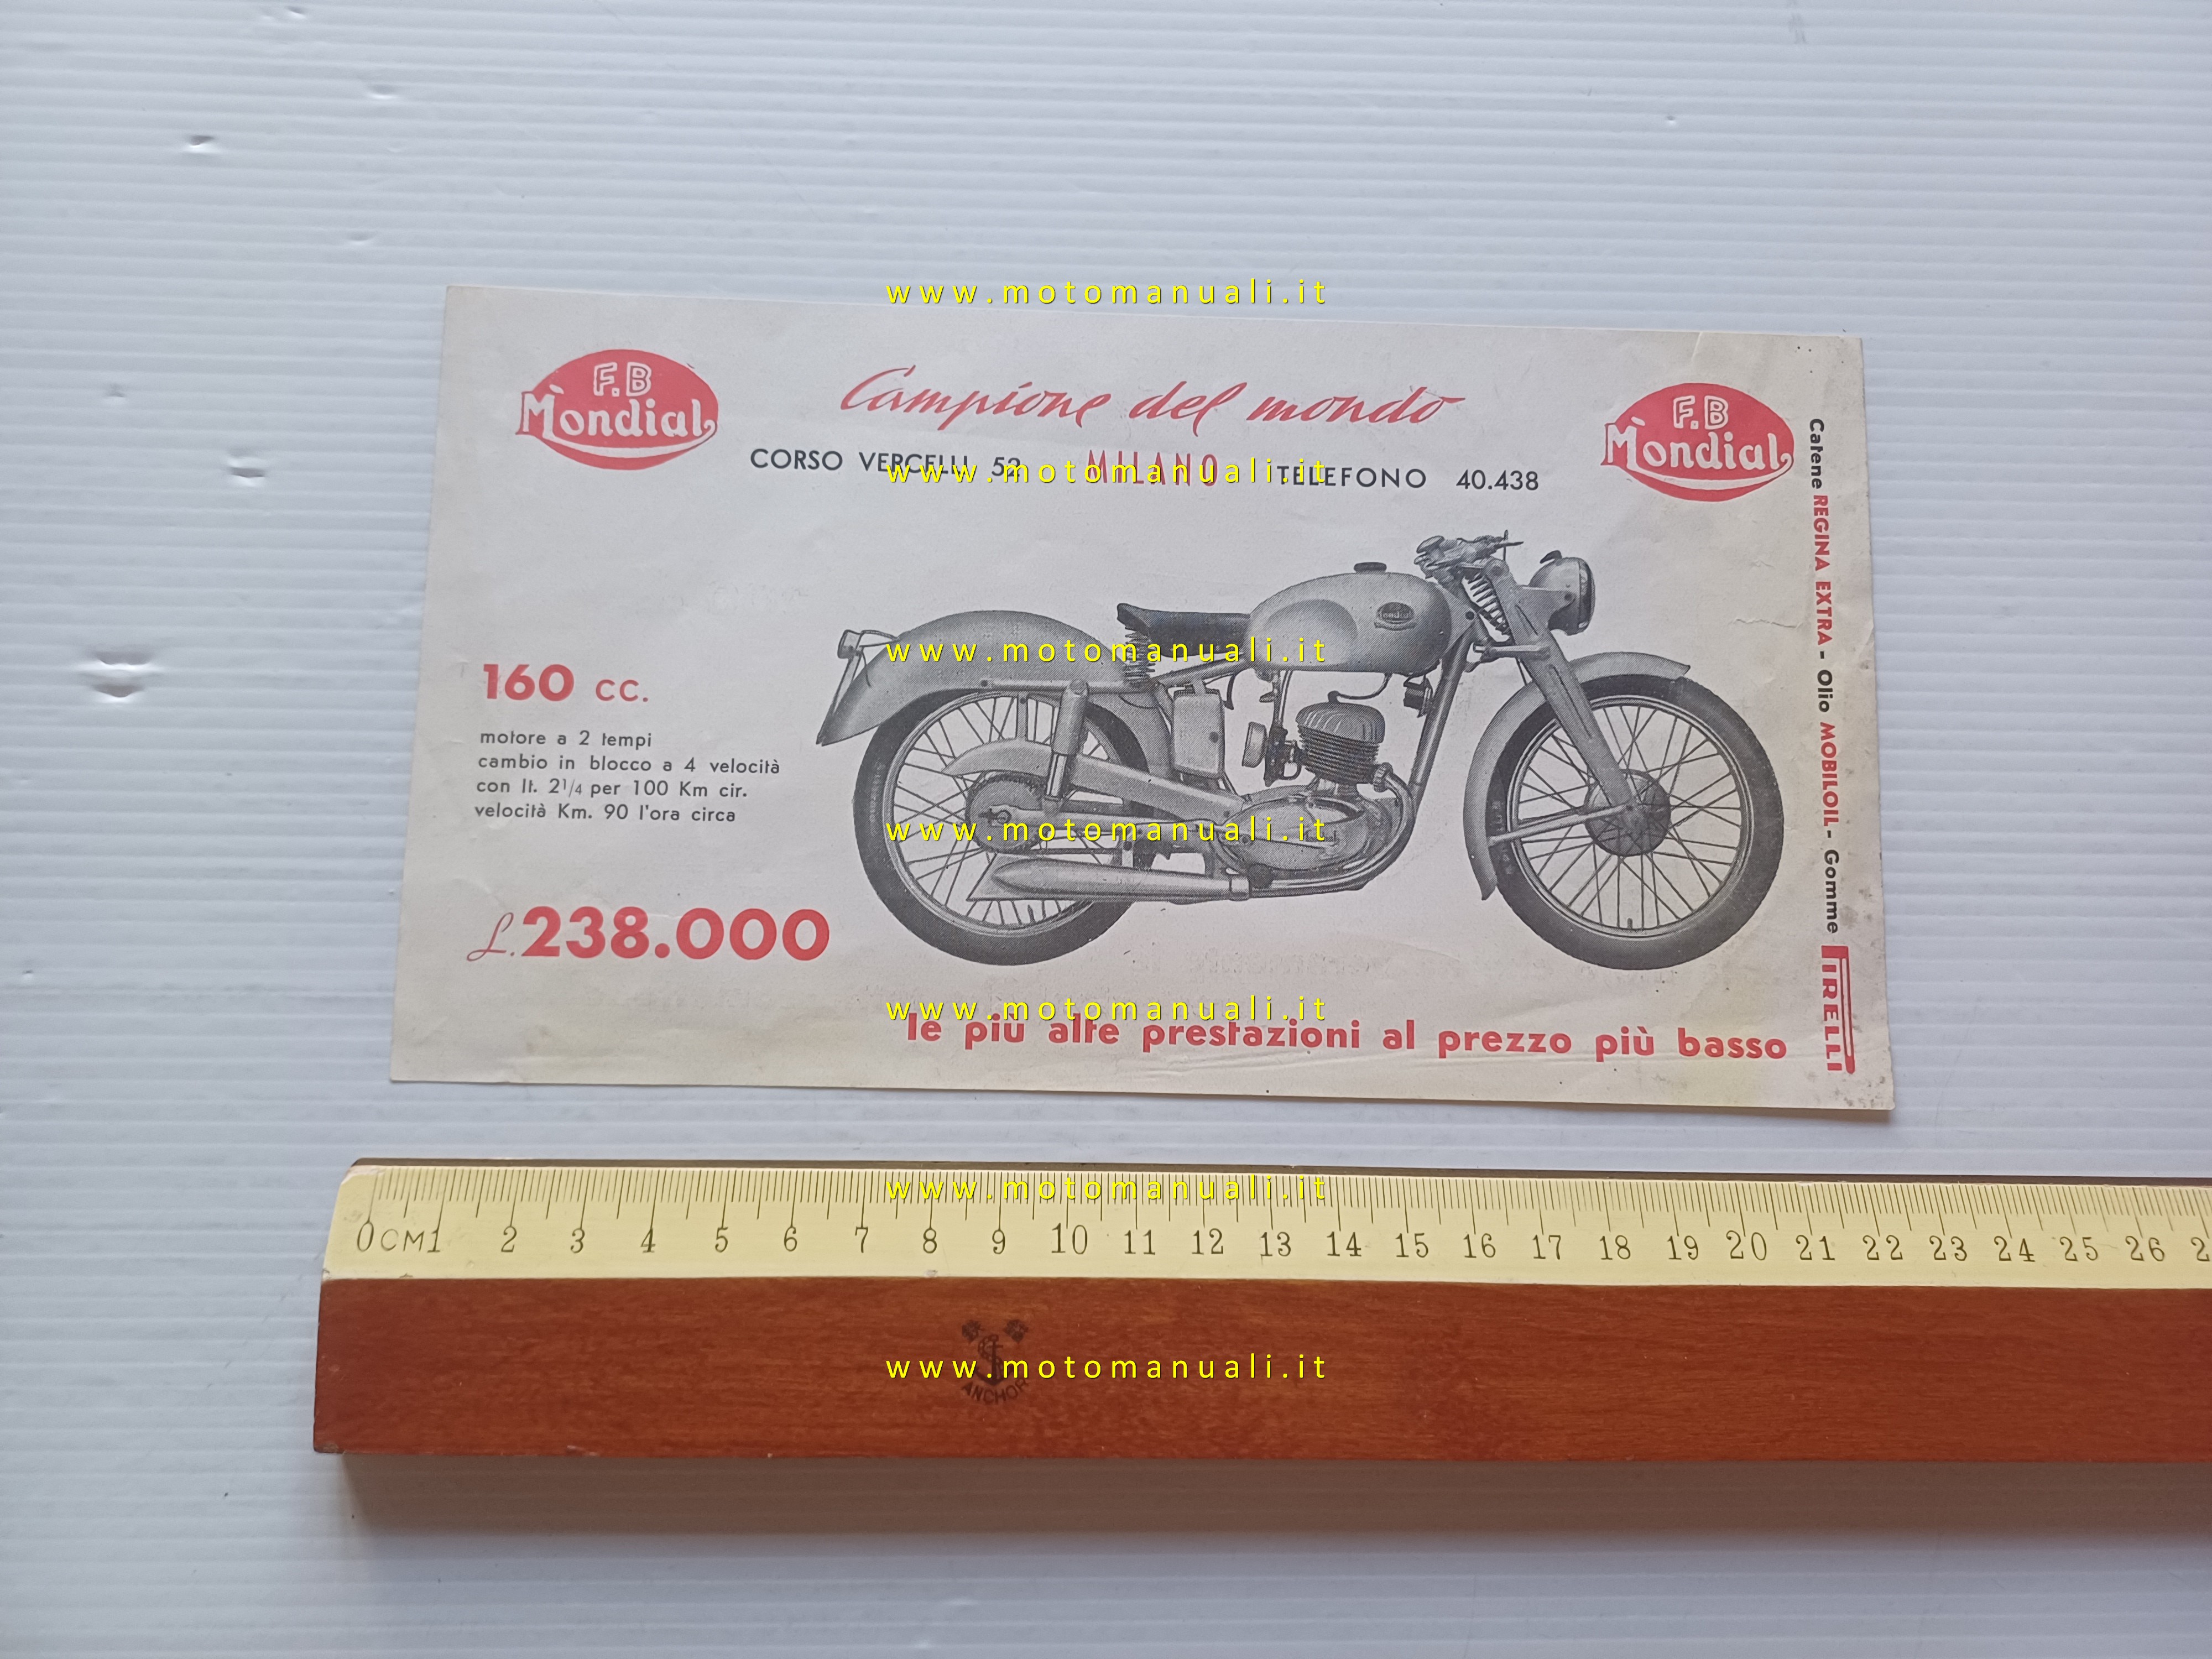 www.motomanuali.it
F.B
Mondial
Campione del mondo
F.B
Mondial
CORSO VERCELLI 52 MILANO TELEFONO 40.438
www.motomanuali.it
Catene REGINA EXTRA - Olio MOBILOIL - Gomme PIRELLI
Mondial
www.motomanuali.it
160 cc.
motore a 2 tempi
cambio in blocco a 4 velocità
con lt. 2 1/4 per 100 Km cir.
velocità Km. 90 l'ora circa
www.motomanuali.it
L. 238.000
www.motomanuali.it
le più alte prestazioni al prezzo più basso
www.motomanuali.it
0CM1 2 3 4 5 6 7 8 9 10 11 12 13 14 15 16 17 18 19 20 21 22 23 24 25 26 2
www.motomanuali.it
ANCHOR